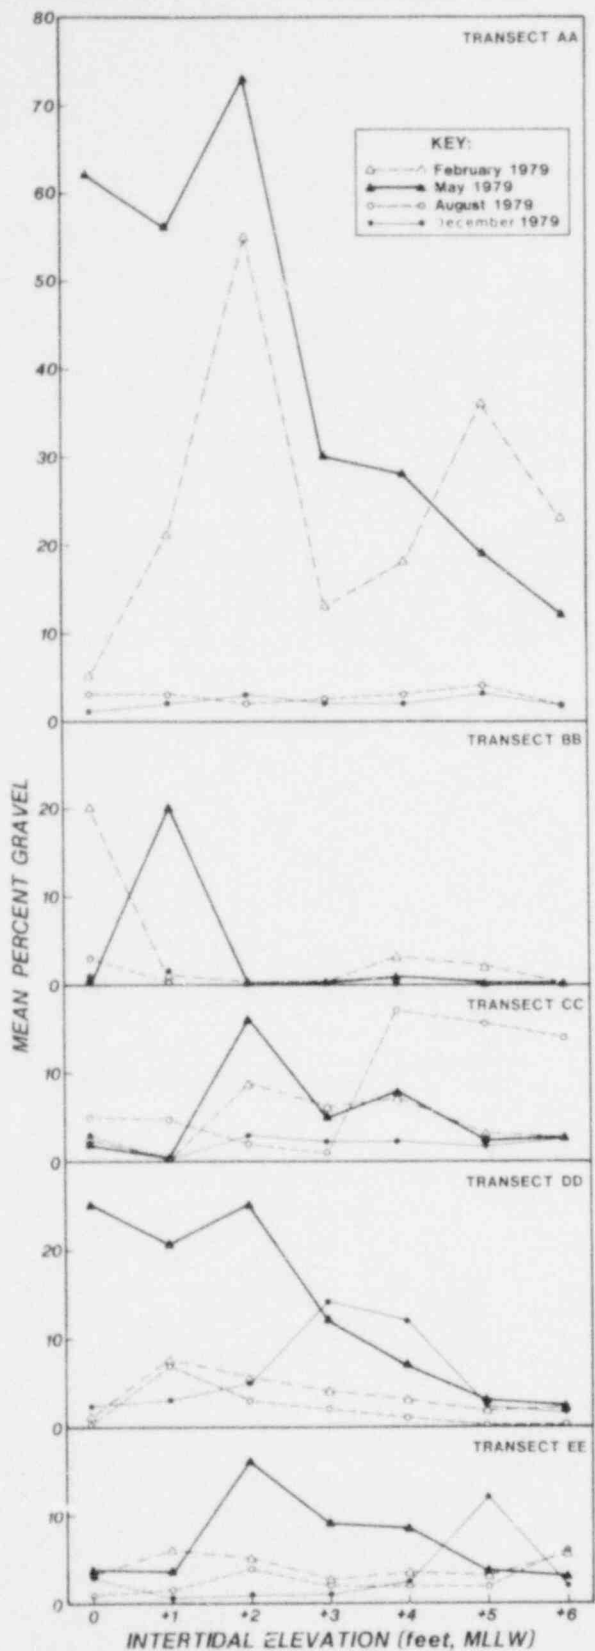 TRANSECT AA
80
70
60
50
40
30
20
10
0
KEY:
February 1979
May 1979
August 1979
December 1979
MEAN PERCENT GRAVEL
TRANSECT BB
20
10
0
TRANSECT CC
10
0
TRANSECT DD
20
10
0
TRANSECT EE
10
0
0 +1 +2 +3 +4 +5 +6
INTERTIDAL ELEVATION (feet, MLLW)